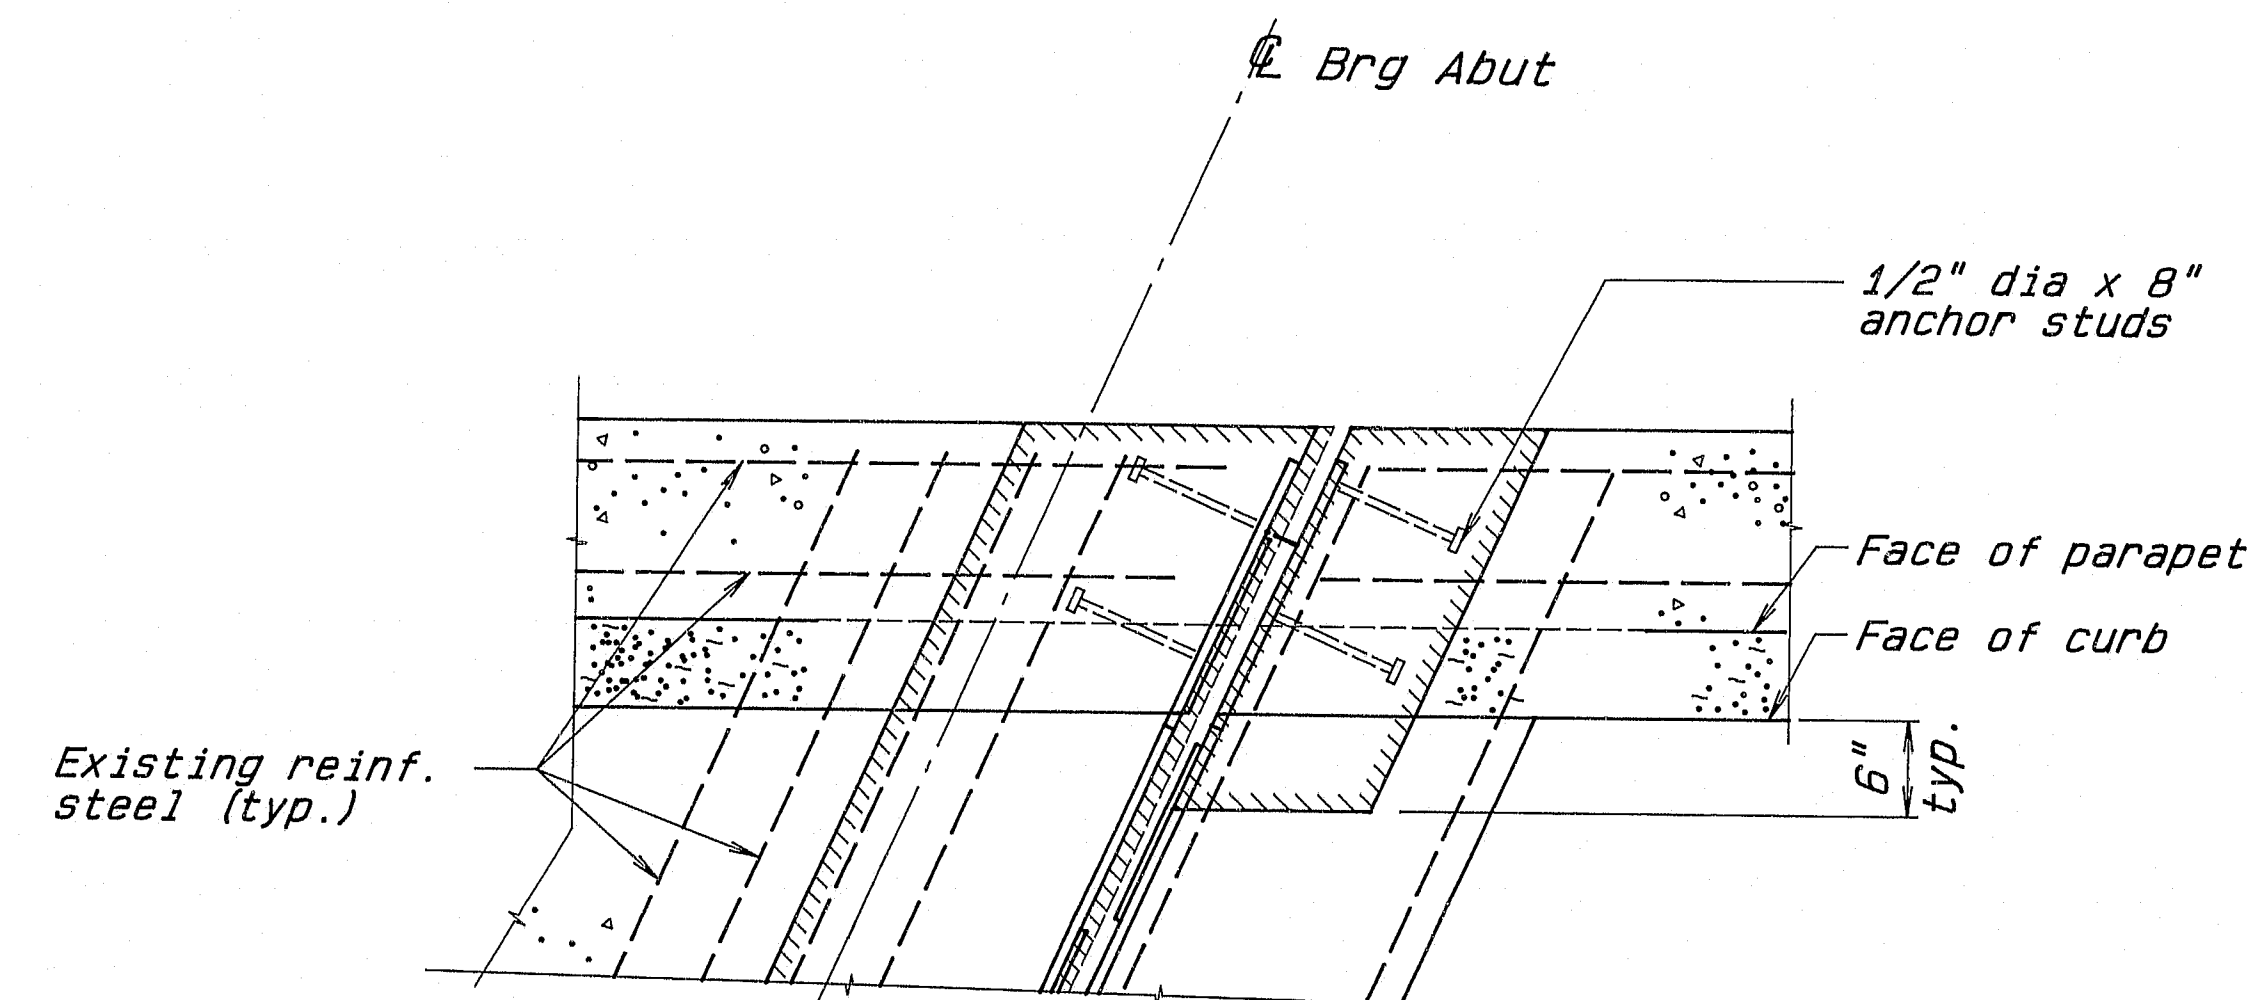 ℄ Brg Abut
1/2" dia x 8"
anchor studs
Face of parapet
Face of curb
6"
typ.
Existing reinf.
steel (typ.)